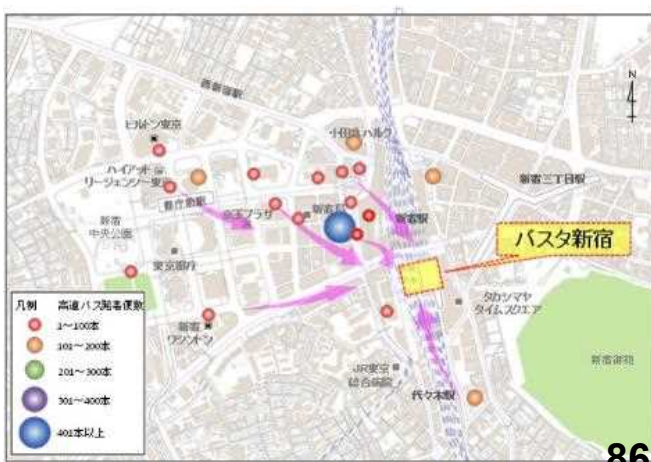 西新宿駅
ヒルトン東京
小田急ハルク
N
ハイアット
リージェンシー東京
新宿三丁目駅
都庁前駅
京王プラザ
新宿駅
新宿駅
新宿
中央公園
バスタ新宿
東京都庁
タカシマヤ
タイムズスクエア
凡例 高速バス発着便数
1～100本
101～200本
201～300本
301～400本
401本以上
新宿
ワシントン
新宿御苑
JR東京
総合病院
代々木駅
86